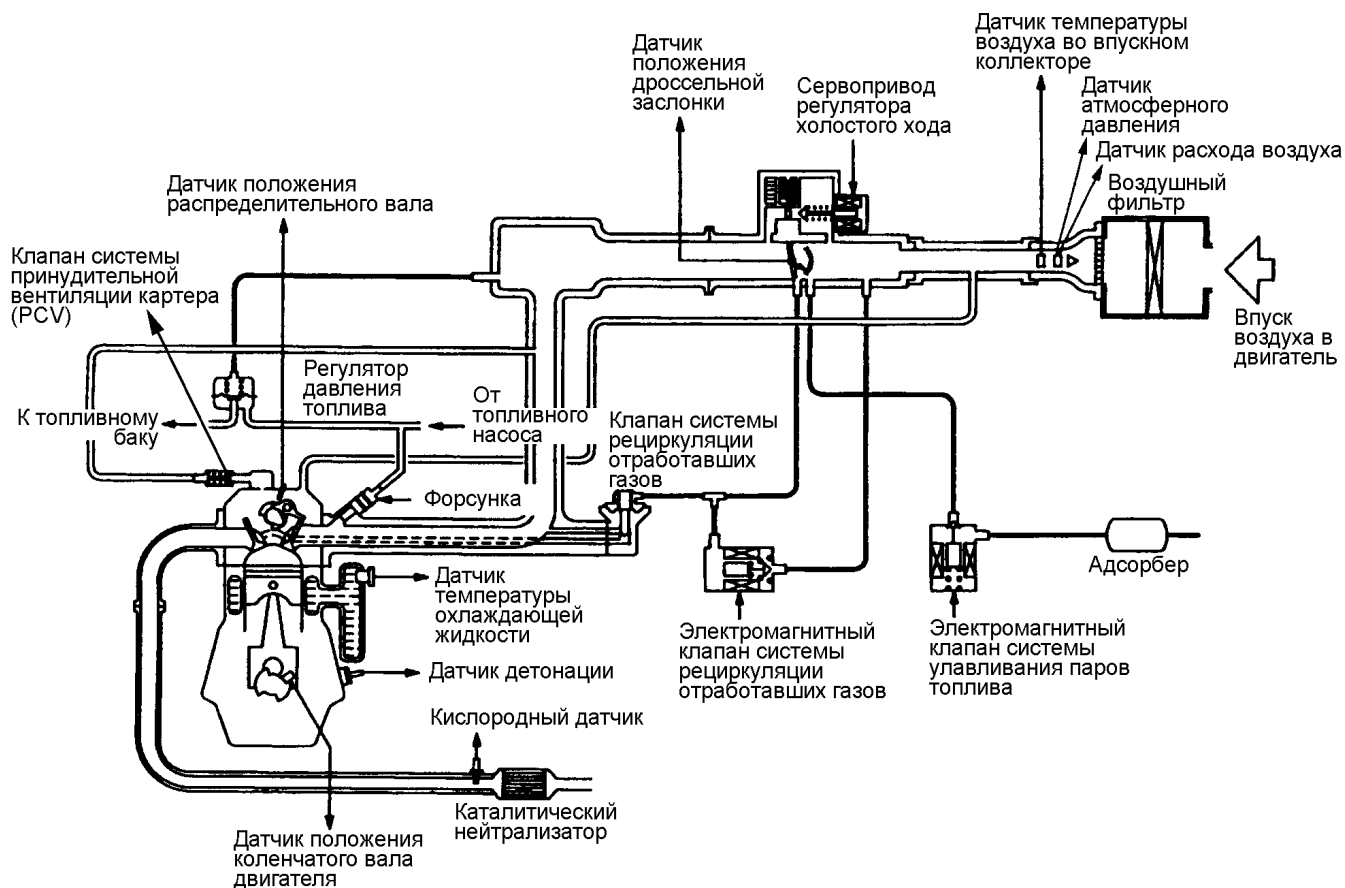 Датчик температуры
воздуха во впускном
коллекторе
Датчик
положения
дроссельной
заслонки
Сервопривод
регулятора
холостого хода
Датчик
атмосферного
давления
Датчик расхода воздуха
Воздушный
фильтр
Датчик положения
распределительного вала
Клапан системы
принудительной
вентиляции картера
(PCV)
Впуск
воздуха в
двигатель
Регулятор
давления
топлива
К топливному
баку
От
топливного
насоса
Клапан системы
рециркуляции
отработавших
газов
Форсунка
Адсорбер
Датчик
температуры
охлаждающей
жидкости
Электромагнитный
клапан системы
рециркуляции
отработавших газов
Электромагнитный
клапан системы
улавливания паров
топлива
Датчик детонации
Кислородный датчик
Каталитический
нейтрализатор
Датчик положения
коленчатого вала
двигателя